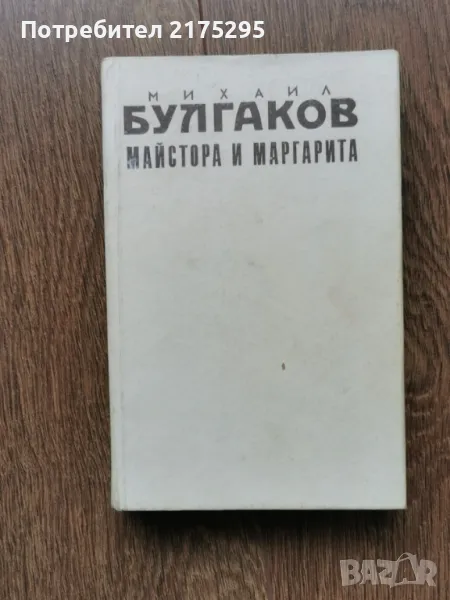 Потребител 2175295
МИХАИЛ
БУЛГАКОВ
МАЙСТОРА И МАРГАРИТА
BAZAR